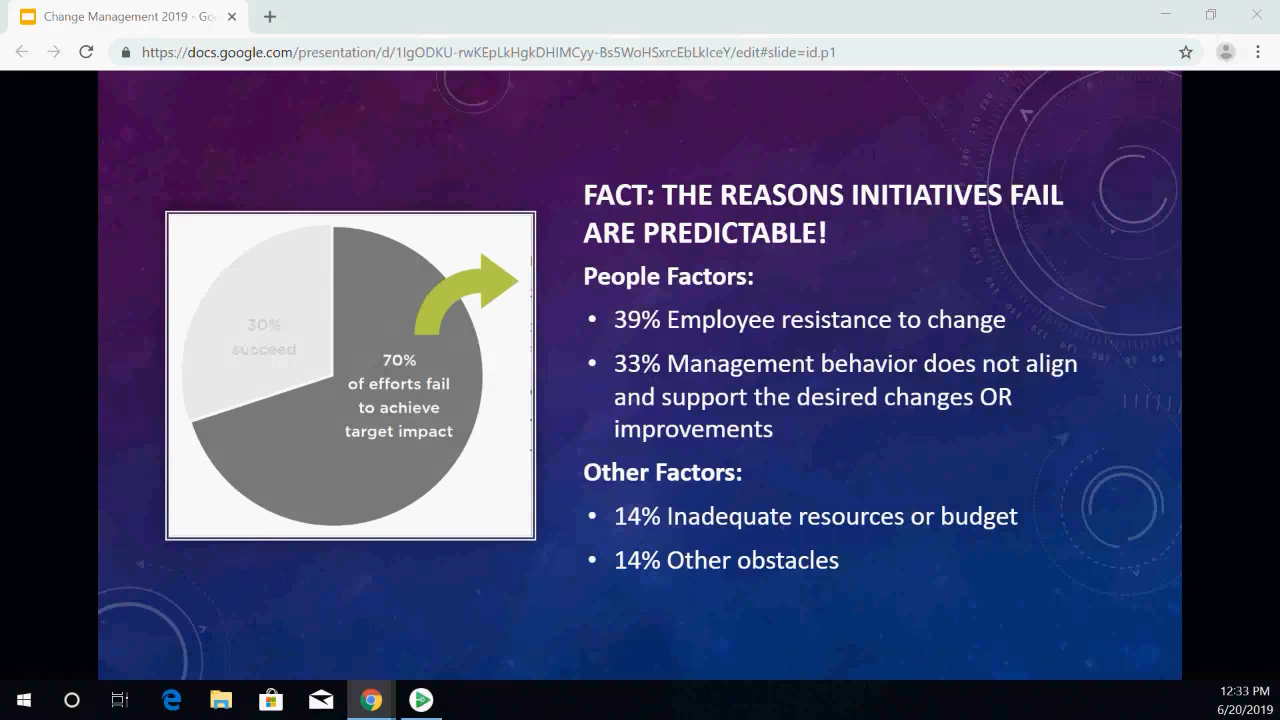 Change Management 2019 - Go
https://docs.google.com/presentation/d/1IgODKU-rwKEpLkHgkDHIMCyy-Bs5WoHSxrcEbLkIceY/edit#slide=id.p1
FACT: THE REASONS INITIATIVES FAIL
ARE PREDICTABLE!
People Factors:
• 39% Employee resistance to change
• 33% Management behavior does not align
and support the desired changes OR
improvements
Other Factors:
• 14% Inadequate resources or budget
• 14% Other obstacles
30%
succeed
70%
of efforts fail
to achieve
target impact
12:33 PM
6/20/2019